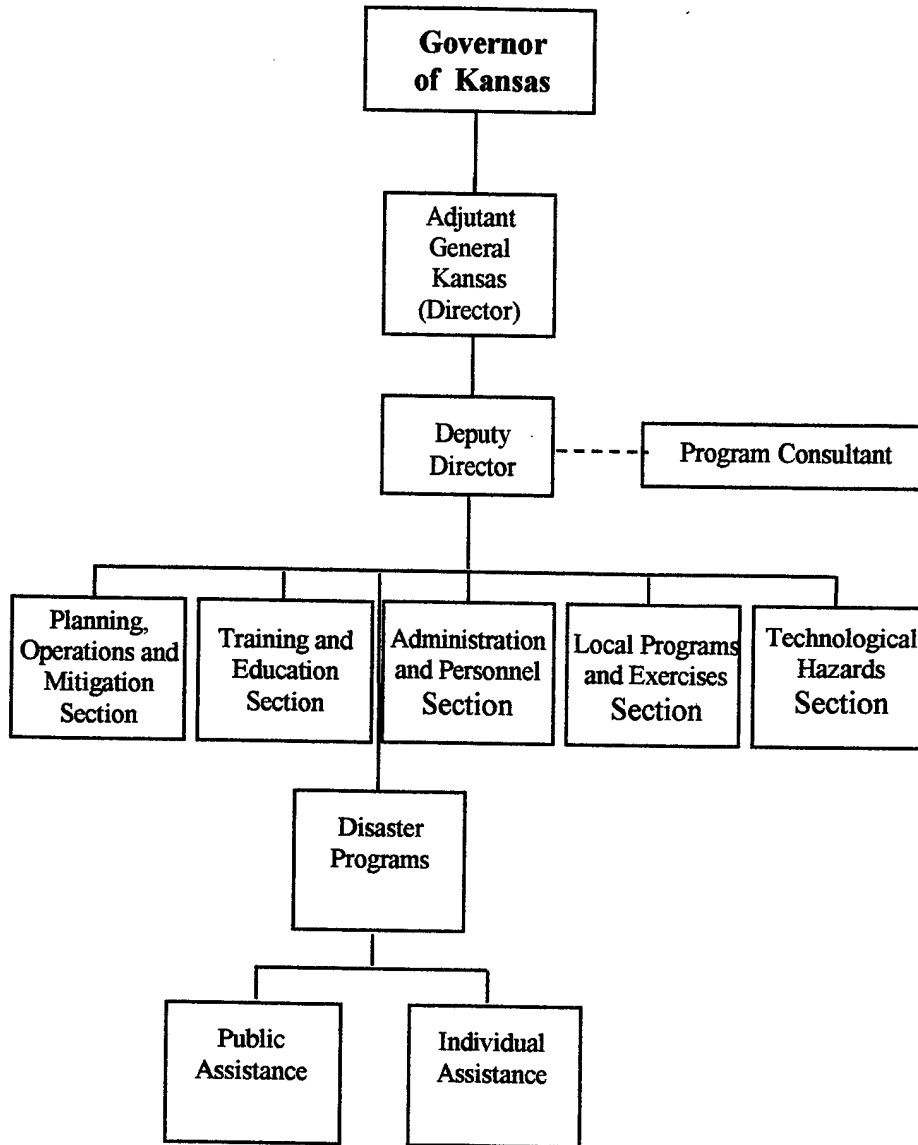 Governor
of Kansas
Adjutant
General
Kansas
(Director)
Deputy
Director
Program Consultant
Planning,
Operations and
Mitigation
Section
Training and
Education
Section
Administration
and Personnel
Section
Local Programs
and Exercises
Section
Technological
Hazards
Section
Disaster
Programs
Public
Assistance
Individual
Assistance